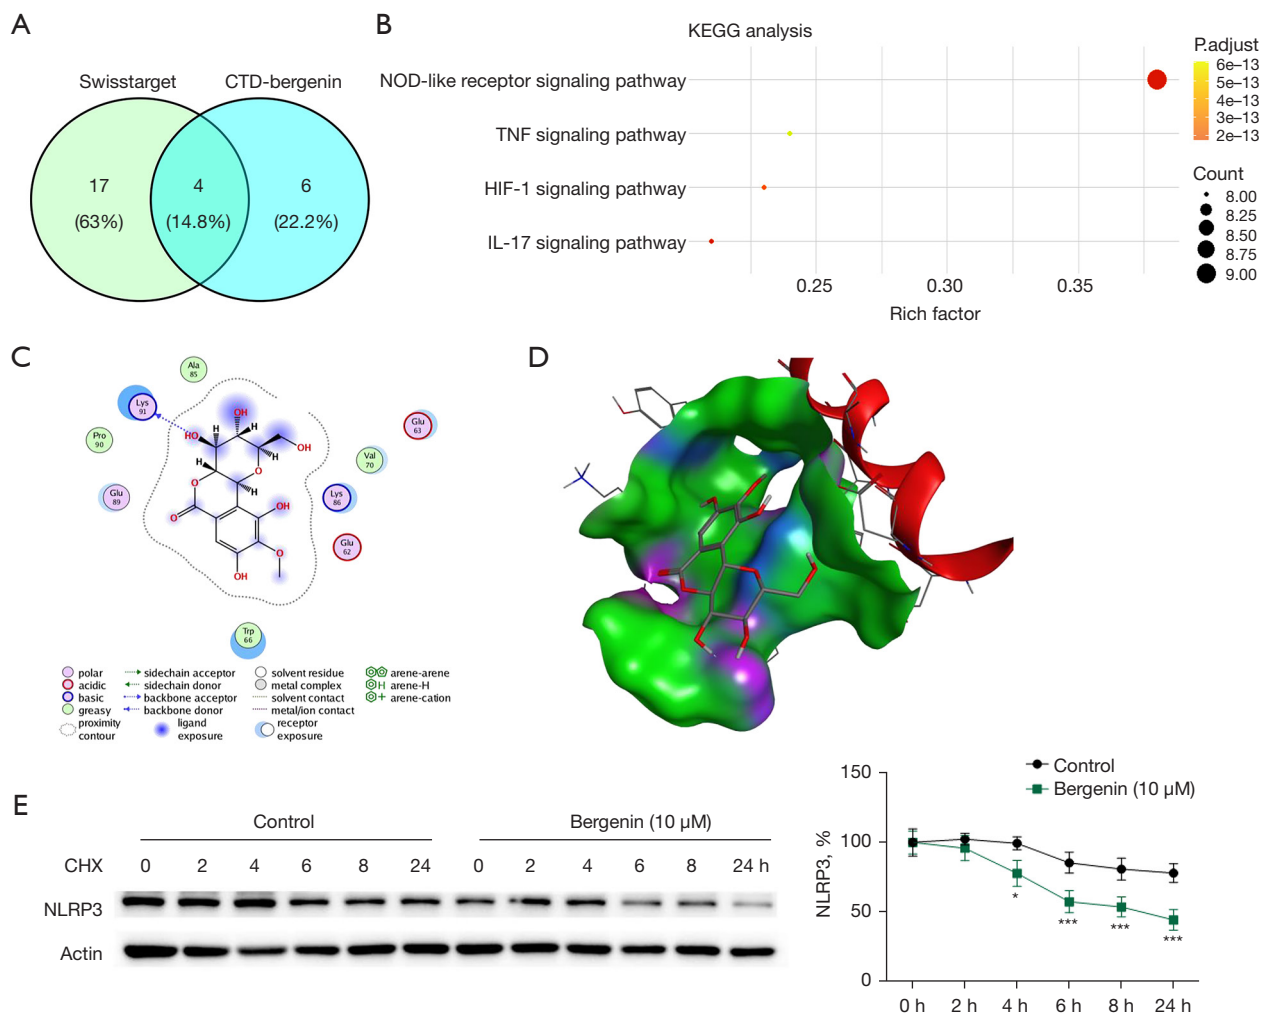 A
Swisstarget
CTD-bergenin
17
4
6
(63%)
(14.8%)
(22.2%)
B
KEGG analysis
NOD-like receptor signaling pathway
TNF signaling pathway
HIF-1 signaling pathway
IL-17 signaling pathway
0.25
0.30
0.35
Rich factor
P.adjust
6e–13
5e–13
4e–13
3e–13
2e–13
Count
8.00
8.25
8.50
8.75
9.00
C
Ala
85
Lys
91
Pro
90
Glu
89
Glu
63
Val
70
Lys
86
Glu
62
Trp
66
OH
HO
H
H
H
OH
H
O
O
H
O
OH
O
OH
polar
acidic
basic
greasy
proximity
contour
sidechain acceptor
sidechain donor
backbone acceptor
backbone donor
ligand
exposure
solvent residue
metal complex
solvent contact
metal/ion contact
receptor
exposure
arene-arene
H arene-H
+ arene-cation
D
E
Control
Bergenin (10 µM)
CHX
0 2 4 6 8 24 0 2 4 6 8 24 h
NLRP3
Actin
Control
Bergenin (10 µM)
NLRP3, %
150
100
50
0
*
***
***
***
0 h 2 h 4 h 6 h 8 h 24 h